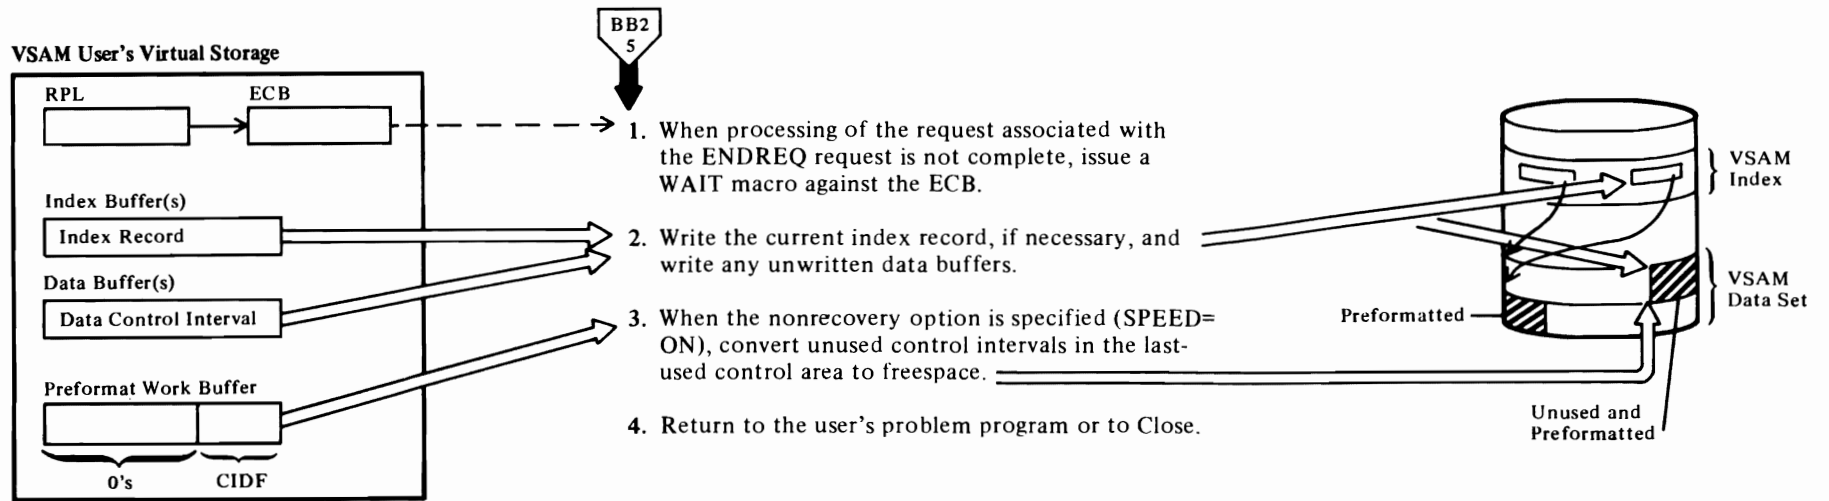 BB2
5
VSAM User's Virtual Storage
RPL
ECB
1. When processing of the request associated with
the ENDREQ request is not complete, issue a
WAIT macro against the ECB.
Index Buffer(s)
Index Record
2. Write the current index record, if necessary, and
write any unwritten data buffers.
Data Buffer(s)
Data Control Interval
3. When the nonrecovery option is specified (SPEED=
ON), convert unused control intervals in the last-
used control area to freespace.
Preformat Work Buffer
0's
CIDF
4. Return to the user's problem program or to Close.
VSAM
Index
VSAM
Data Set
Preformatted
Unused and
Preformatted